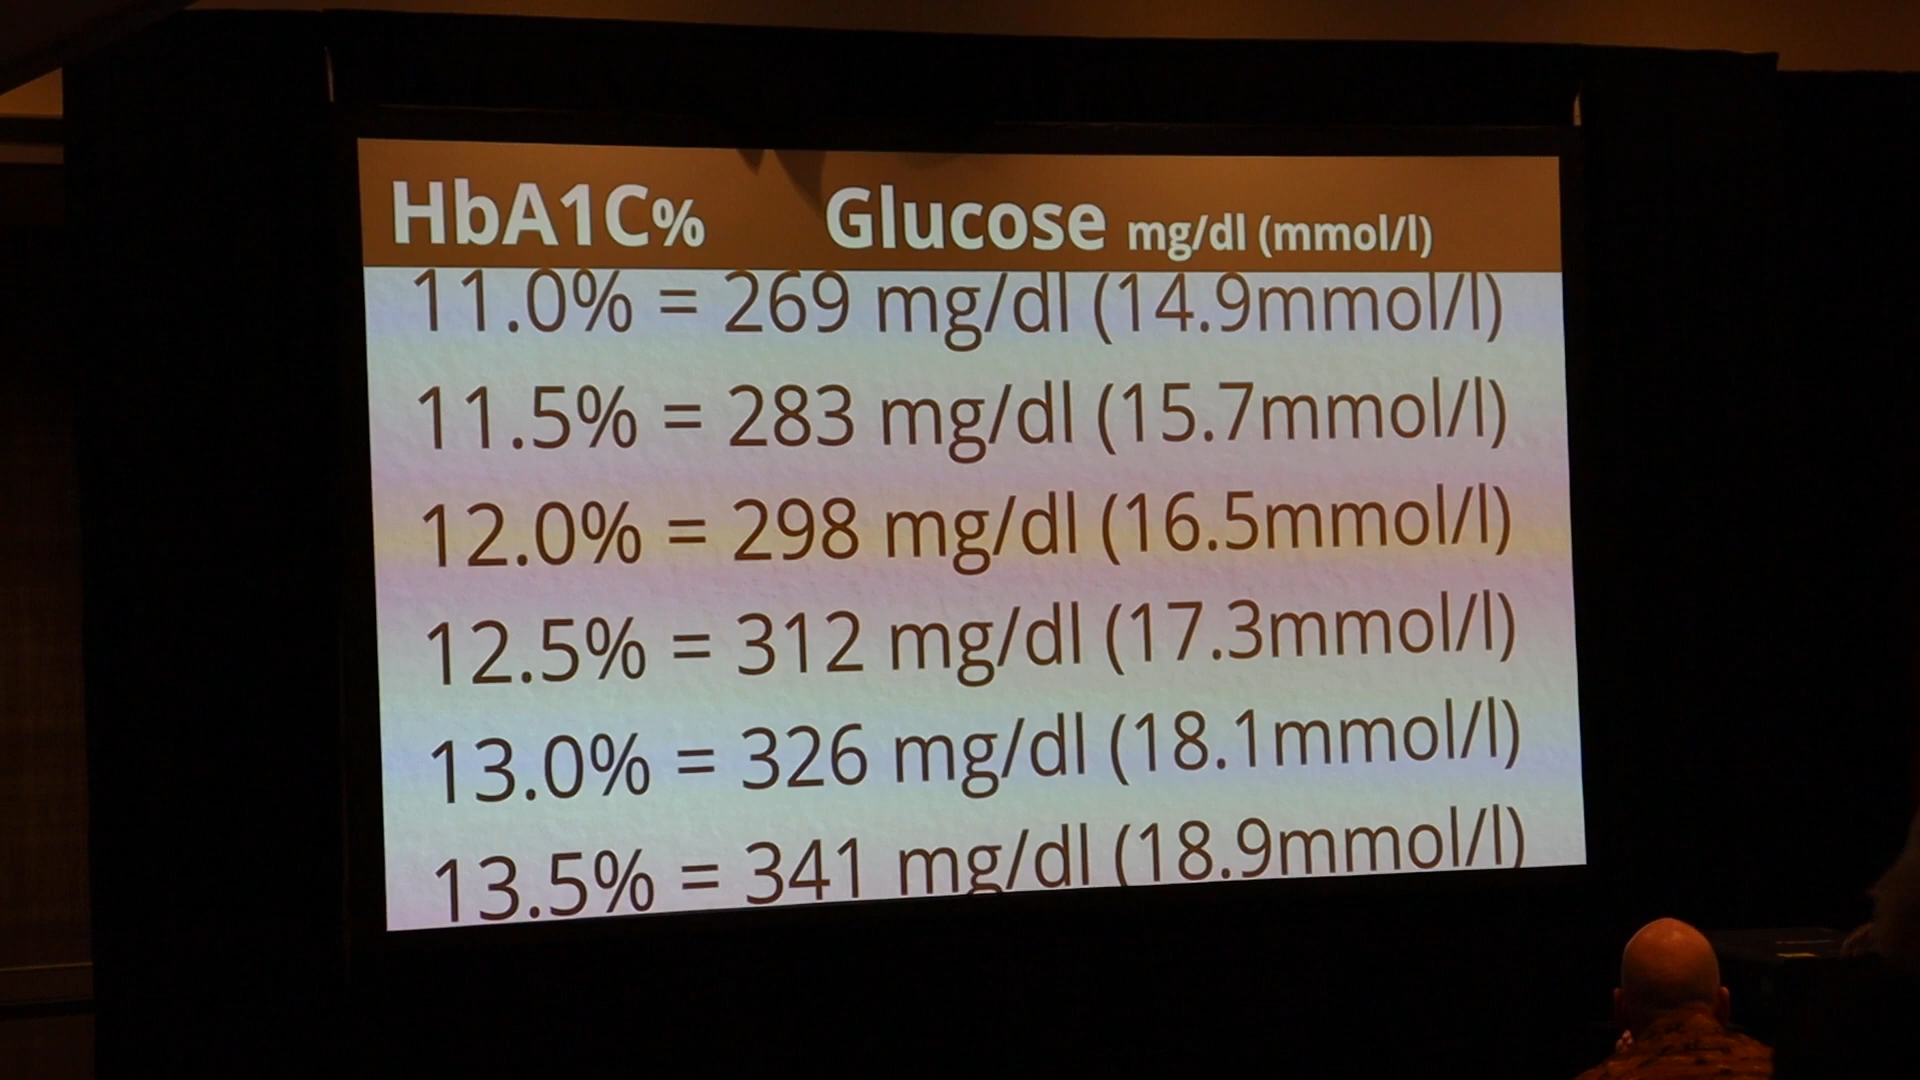 HbA1C% Glucose mg/dl (mmol/l)
11.0% = 269 mg/dl (14.9mmol/l)
11.5% = 283 mg/dl (15.7mmol/l)
12.0% = 298 mg/dl (16.5mmol/l)
12.5% = 312 mg/dl (17.3mmol/l)
13.0% = 326 mg/dl (18.1mmol/l)
13.5% = 341 mg/dl (18.9mmol/l)